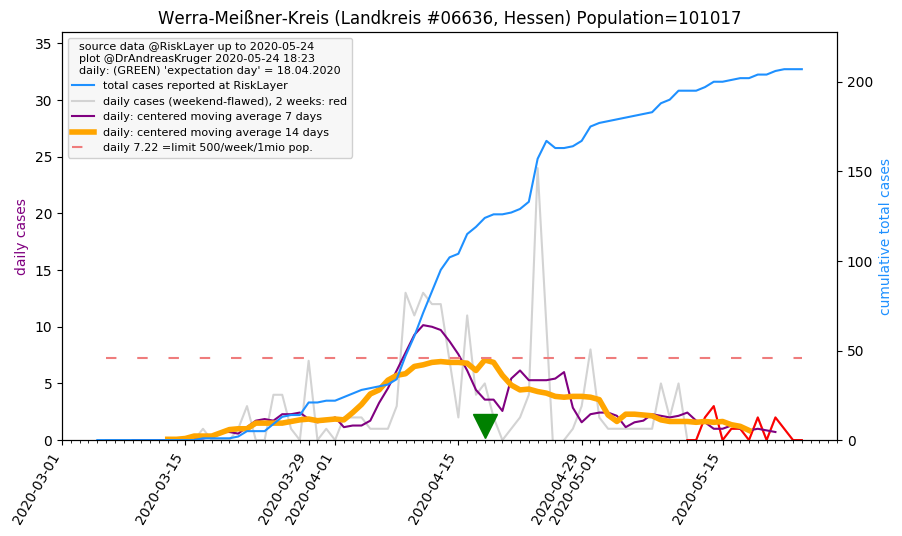 Werra-Meißner-Kreis (Landkreis #06636, Hessen) Population=101017
source data @RiskLayer up to 2020-05-24
plot @DrAndreasKruger 2020-05-24 18:23
daily: (GREEN) 'expectation day' = 18.04.2020
total cases reported at RiskLayer
daily cases (weekend-flawed), 2 weeks: red
daily: centered moving average 7 days
daily: centered moving average 14 days
daily 7.22 =limit 500/week/1mio pop.
daily cases
35
30
25
20
15
10
5
0
cumulative total cases
200
150
100
50
0
2020-03-01
2020-03-15
2020-03-29
2020-04-01
2020-04-15
2020-04-29
2020-05-01
2020-05-15